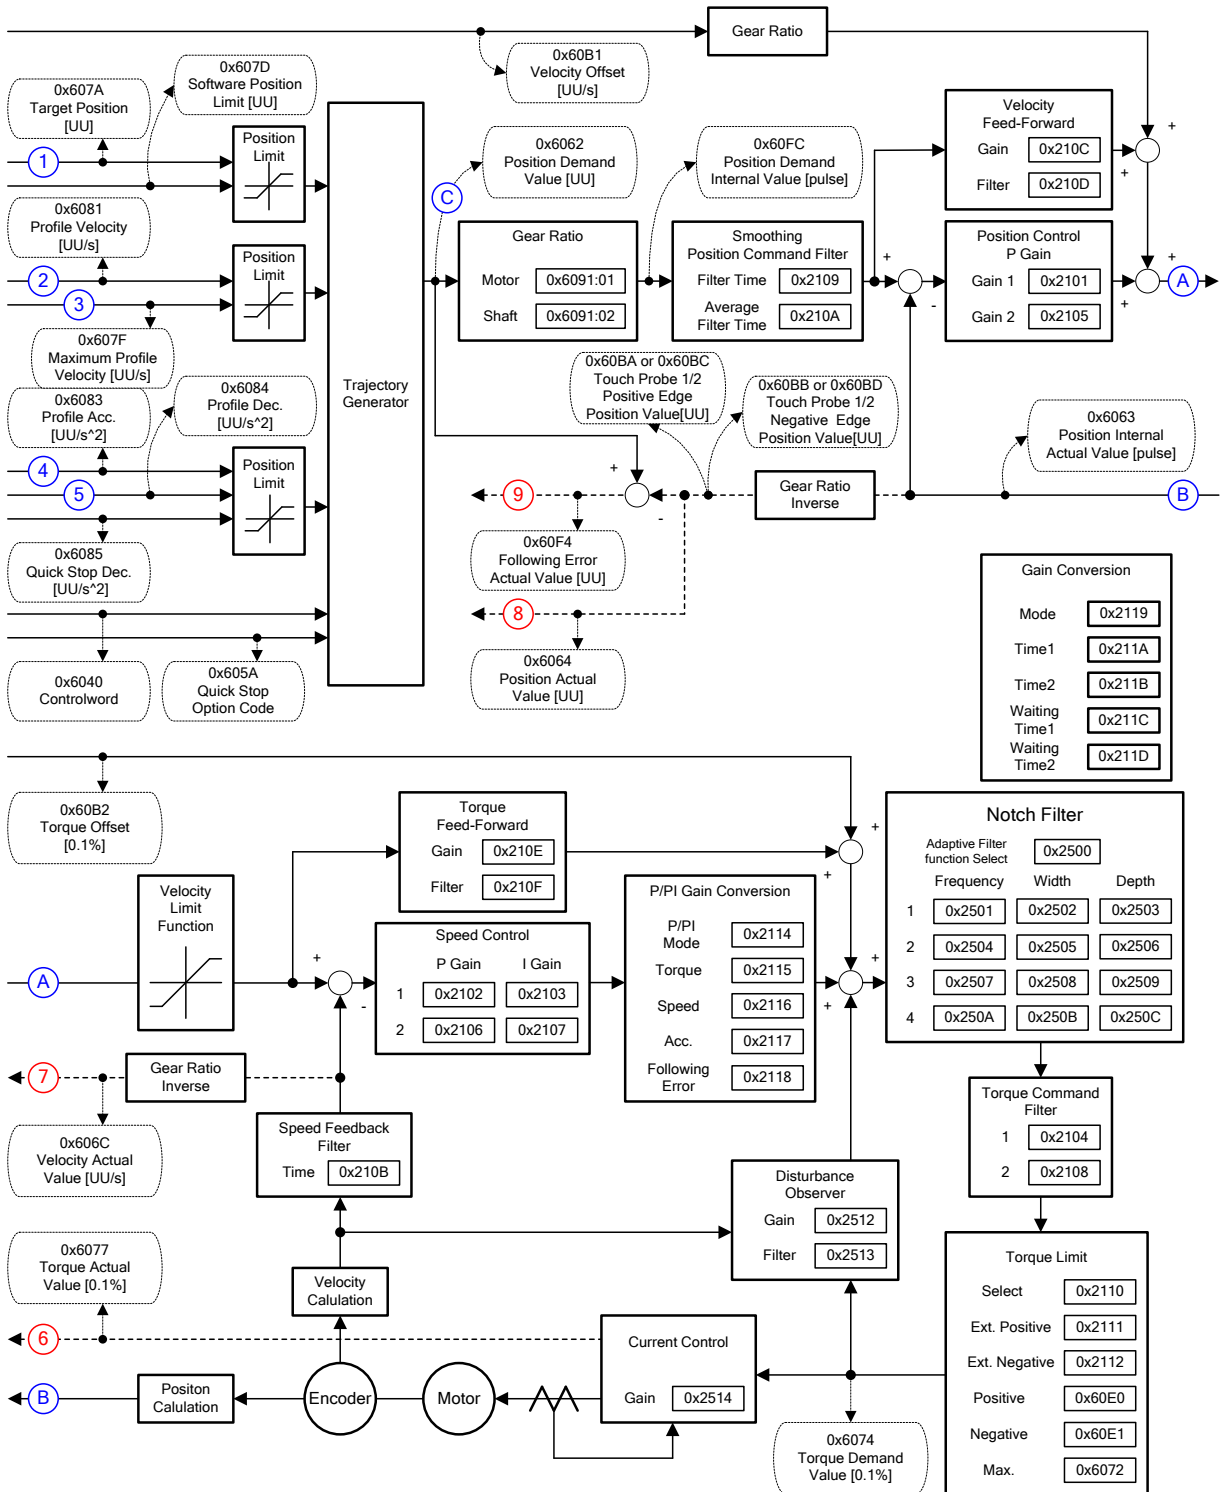 Gear Ratio
0x60B1
Velocity Offset
[UU/s]
0x607D
Software Position
Limit [UU]
0x607A
Target Position
[UU]
Position
Limit
1
0x6081
Profile Velocity
[UU/s]
Position
Limit
2
3
0x607F
Maximum Profile
Velocity [UU/s]
0x6083
Profile Acc.
[UU/s^2]
0x6084
Profile Dec.
[UU/s^2]
Position
Limit
4
5
0x6085
Quick Stop Dec.
[UU/s^2]
0x6040
Controlword
0x605A
Quick Stop
Option Code
Trajectory
Generator
0x6062
Position Demand
Value [UU]
C
0x60FC
Position Demand
Internal Value [pulse]
Gear Ratio
Motor 0x6091:01
Shaft 0x6091:02
Smoothing
Position Command Filter
Filter Time 0x2109
Average
Filter Time 0x210A
Velocity
Feed-Forward
Gain 0x210C
Filter 0x210D
+
+
+
-
Position Control
P Gain
Gain 1 0x2101
Gain 2 0x2105
+
+
A
0x60BA or 0x60BC
Touch Probe 1/2
Positive Edge
Position Value[UU]
0x60BB or 0x60BD
Touch Probe 1/2
Negative Edge
Position Value[UU]
0x6063
Position Internal
Actual Value [pulse]
Gear Ratio
Inverse
B
+
-
9
0x60F4
Following Error
Actual Value [UU]
8
0x6064
Position Actual
Value [UU]
Gain Conversion
Mode 0x2119
Time1 0x211A
Time2 0x211B
Waiting
Time1 0x211C
Waiting
Time2 0x211D
0x60B2
Torque Offset
[0.1%]
Torque
Feed-Forward
Gain 0x210E
Filter 0x210F
+
+
Velocity
Limit
Function
A
+
-
Speed Control
P Gain I Gain
1 0x2102 0x2103
2 0x2106 0x2107
P/PI Gain Conversion
P/PI
Mode 0x2114
Torque 0x2115
Speed 0x2116
Acc. 0x2117
Following
Error 0x2118
+
+
Notch Filter
Adaptive Filter
function Select 0x2500
Frequency Width Depth
1 0x2501 0x2502 0x2503
2 0x2504 0x2505 0x2506
3 0x2507 0x2508 0x2509
4 0x250A 0x250B 0x250C
7
Gear Ratio
Inverse
0x606C
Velocity Actual
Value [UU/s]
Speed Feedback
Filter
Time 0x210B
Torque Command
Filter
1 0x2104
2 0x2108
Disturbance
Observer
Gain 0x2512
Filter 0x2513
0x6077
Torque Actual
Value [0.1%]
Velocity
Calulation
6
Current Control
Gain 0x2514
Torque Limit
Select 0x2110
Ext. Positive 0x2111
Ext. Negative 0x2112
Positive 0x60E0
Negative 0x60E1
Max. 0x6072
B
Positon
Calulation
Encoder
Motor
0x6074
Torque Demand
Value [0.1%]